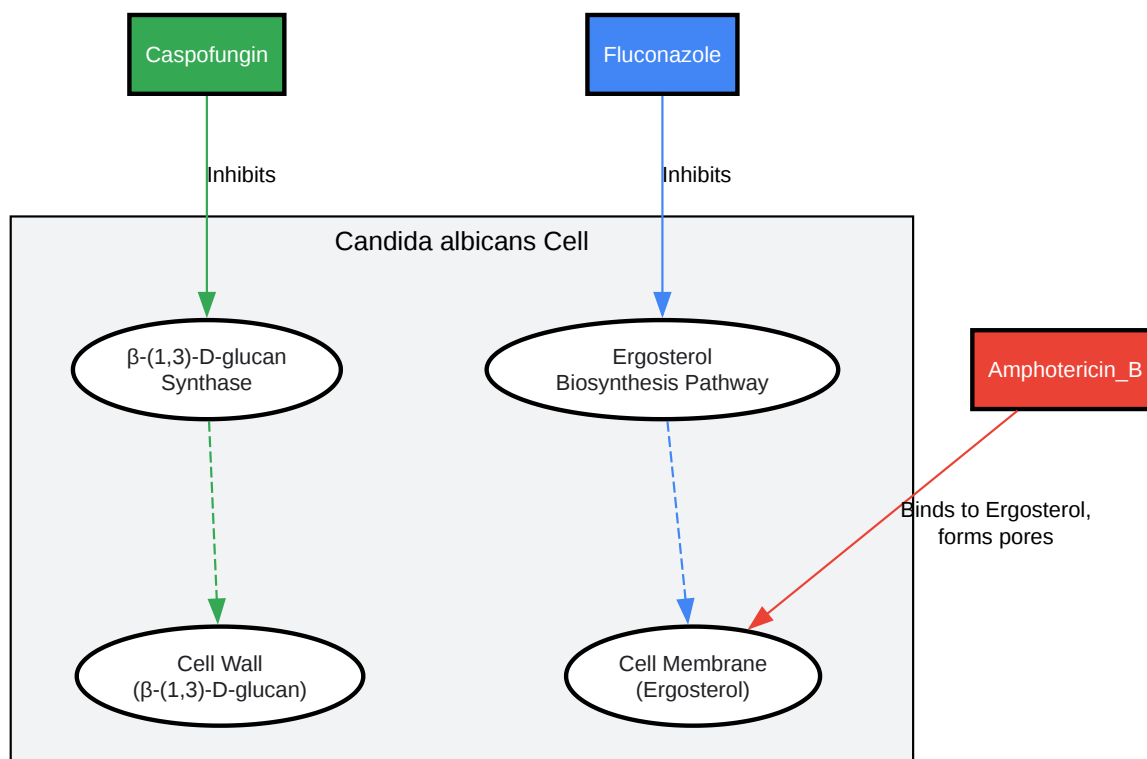 Caspofungin
Fluconazole
Inhibits
Inhibits
Candida albicans Cell
β-(1,3)-D-glucan
Synthase
Ergosterol
Biosynthesis Pathway
Amphotericin_B
Binds to Ergosterol,
forms pores
Cell Wall
(β-(1,3)-D-glucan)
Cell Membrane
(Ergosterol)